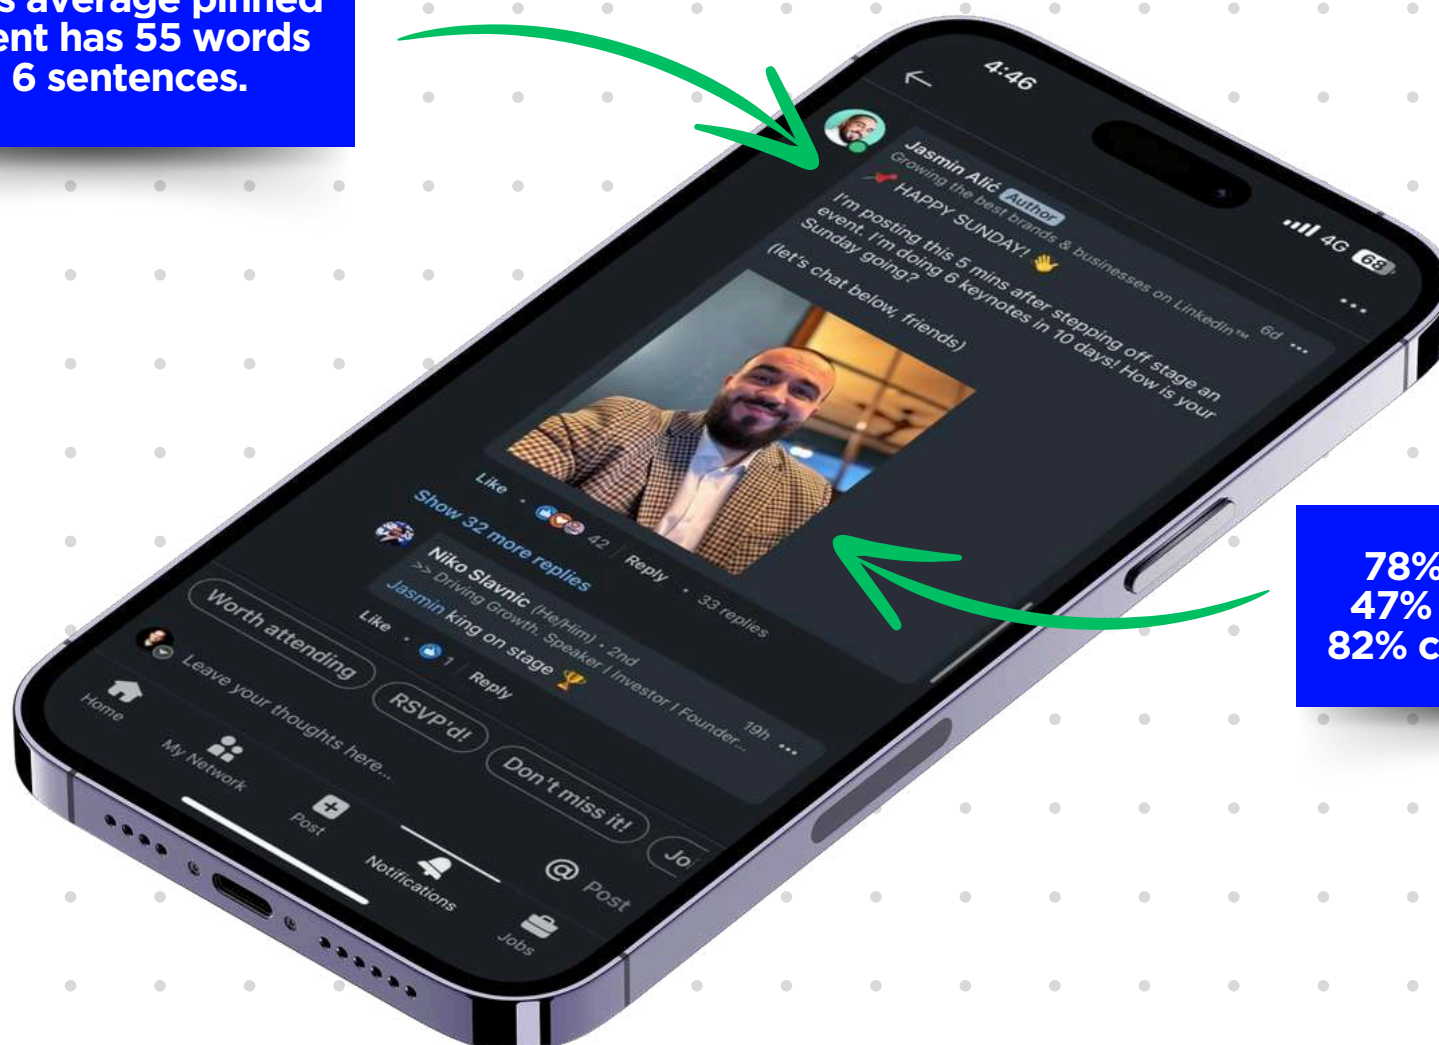 s average pinned
ent has 55 words
6 sentences.
4:46
4G 68
Jasmin Alić Author
Growing the best brands & businesses on LinkedIn™ 6d
HAPPY SUNDAY! 👋
I'm posting this 5 mins after stepping off stage an
event. I'm doing 6 keynotes in 10 days! How is your
Sunday going?
(let's chat below, friends)
Like · 42 | Reply · 33 replies
Show 32 more replies
Niko Slavnic (He/Him) · 2nd
>> Driving Growth. Speaker I Investor I Founder... 19h
Jasmin king on stage 🏆
Like · 1 | Reply
78%
47%
82% c
Worth attending
RSVP'd!
Don't miss it!
Jo
Leave your thoughts here...
@ Post
Home
My Network
Post
Notifications
Jobs